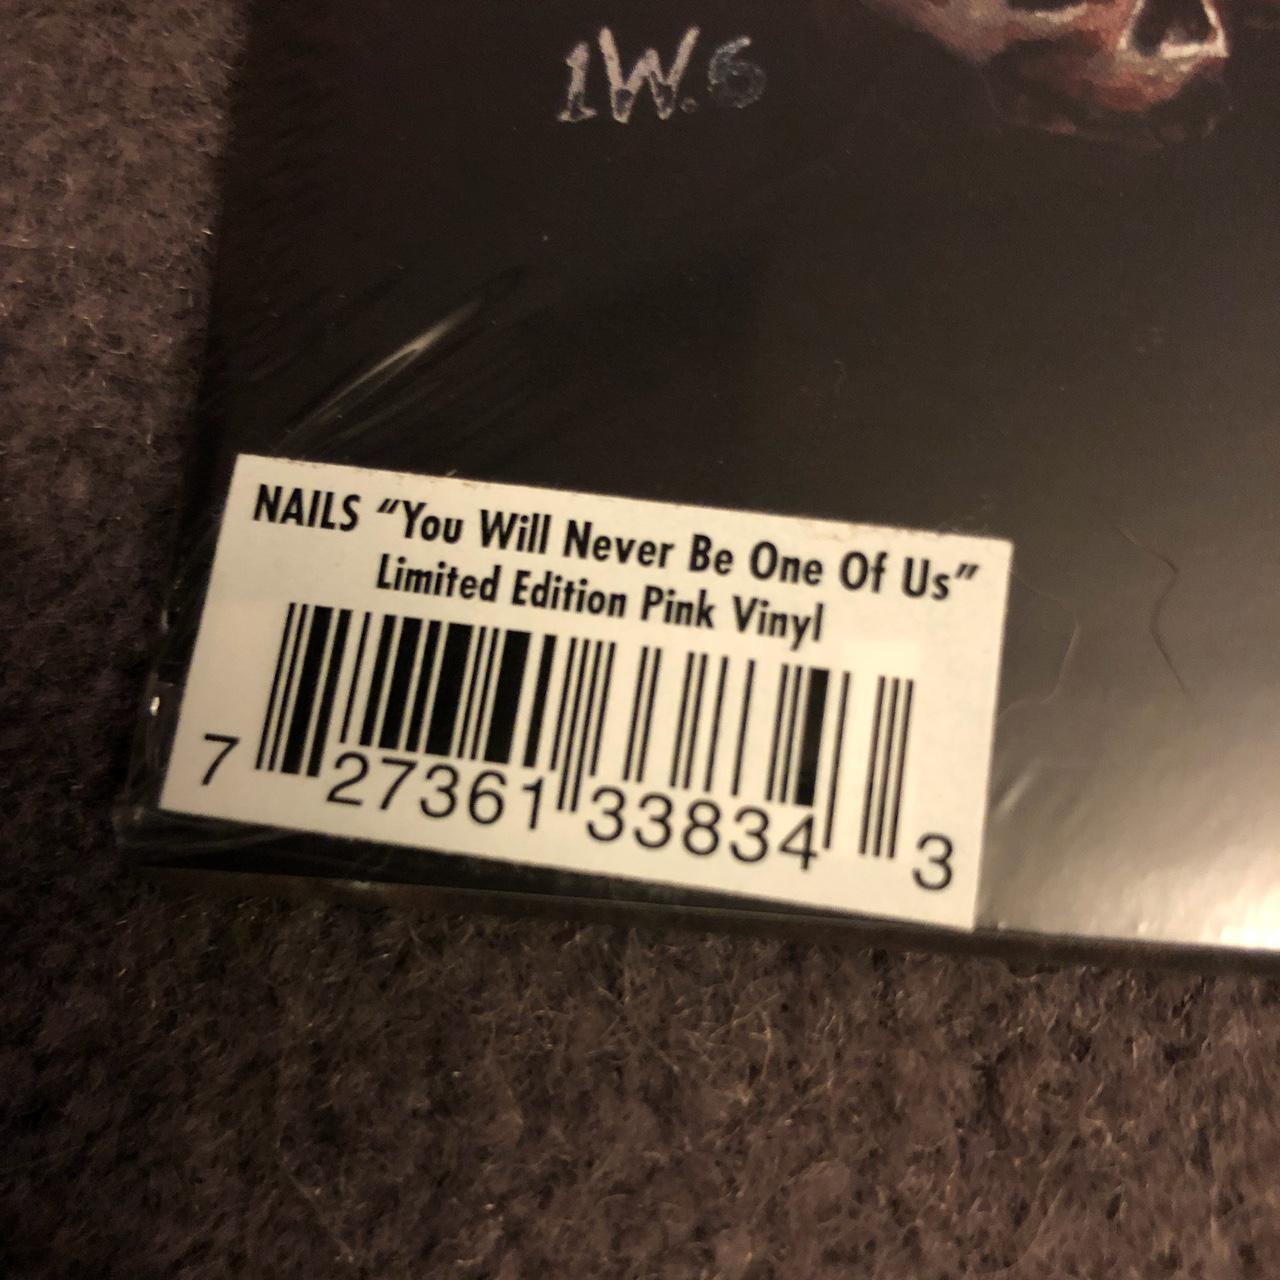 1W.6
NAILS “You Will Never Be One Of Us”
Limited Edition Pink Vinyl
7 27361 33834 3